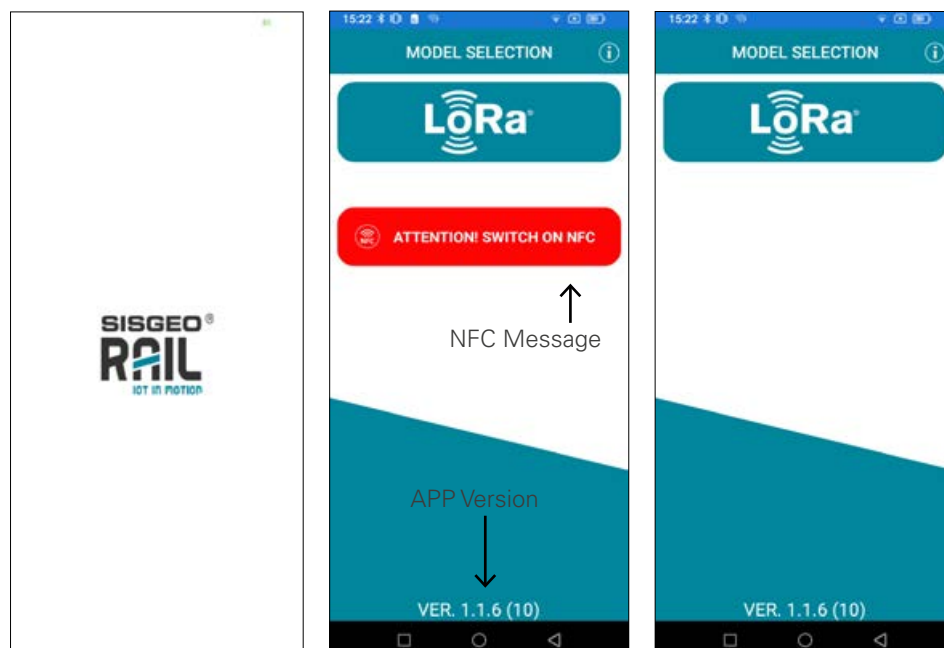 SISGEO®
RAIL
IOT IN MOTION
15:22
MODEL SELECTION
LoRa®
NFC
ATTENTION! SWITCH ON NFC
NFC Message
APP Version
VER. 1.1.6 (10)
15:22
MODEL SELECTION
LoRa®
VER. 1.1.6 (10)